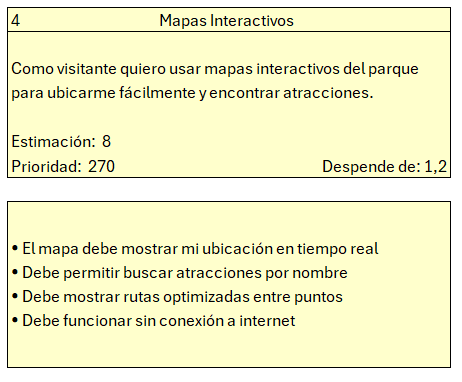 4 Mapas Interactivos
Como visitante quiero usar mapas interactivos del parque
para ubicarme fácilmente y encontrar atracciones.
Estimación: 8
Prioridad: 270 Despende de: 1,2
• El mapa debe mostrar mi ubicación en tiempo real
• Debe permitir buscar atracciones por nombre
• Debe mostrar rutas optimizadas entre puntos
• Debe funcionar sin conexión a internet